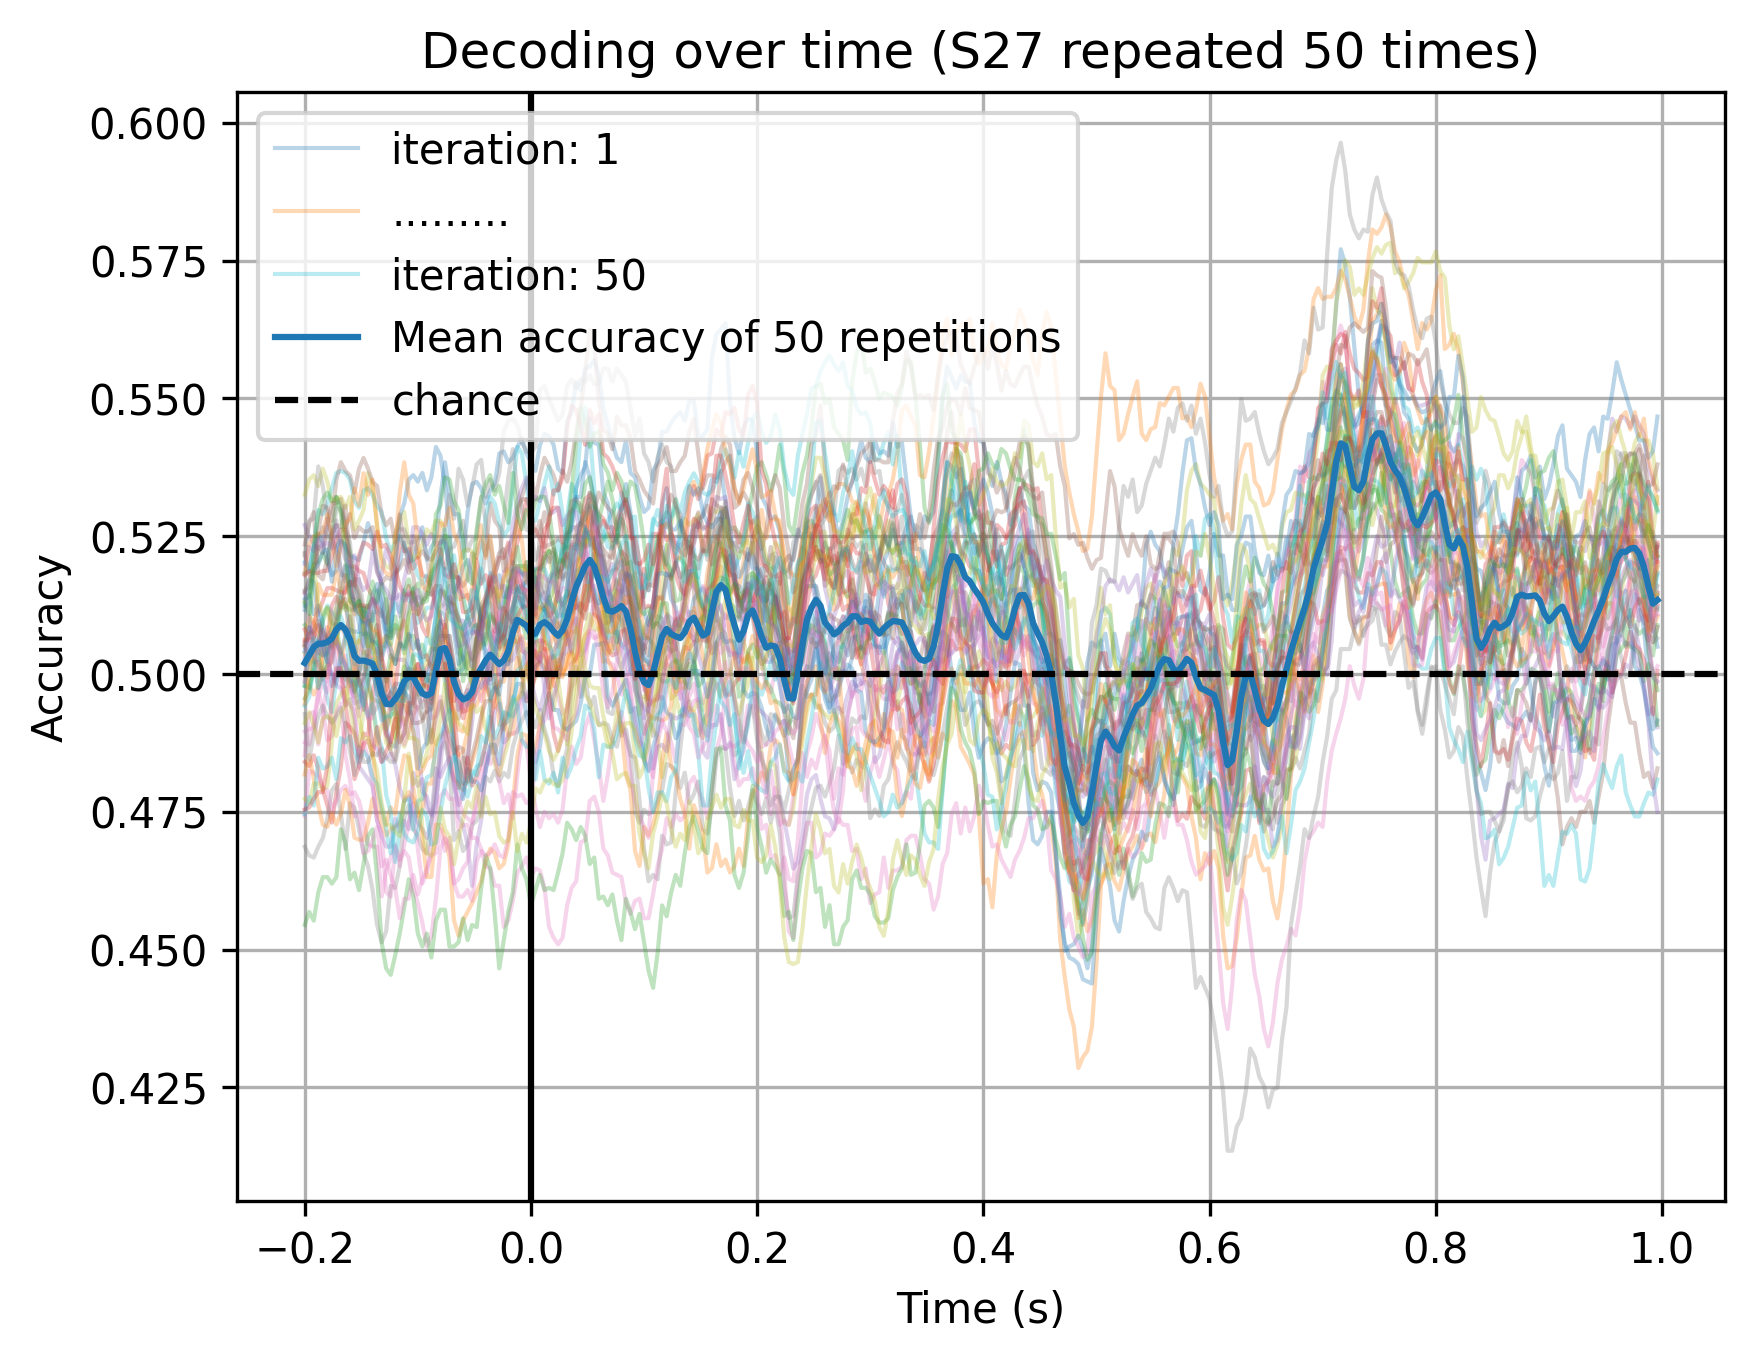 Decoding over time (S27 repeated 50 times)
0.600
0.575
0.550
0.525
0.500
0.475
0.450
0.425
Accuracy
iteration: 1
.........
iteration: 50
Mean accuracy of 50 repetitions
chance
−0.2 0.0 0.2 0.4 0.6 0.8 1.0
Time (s)